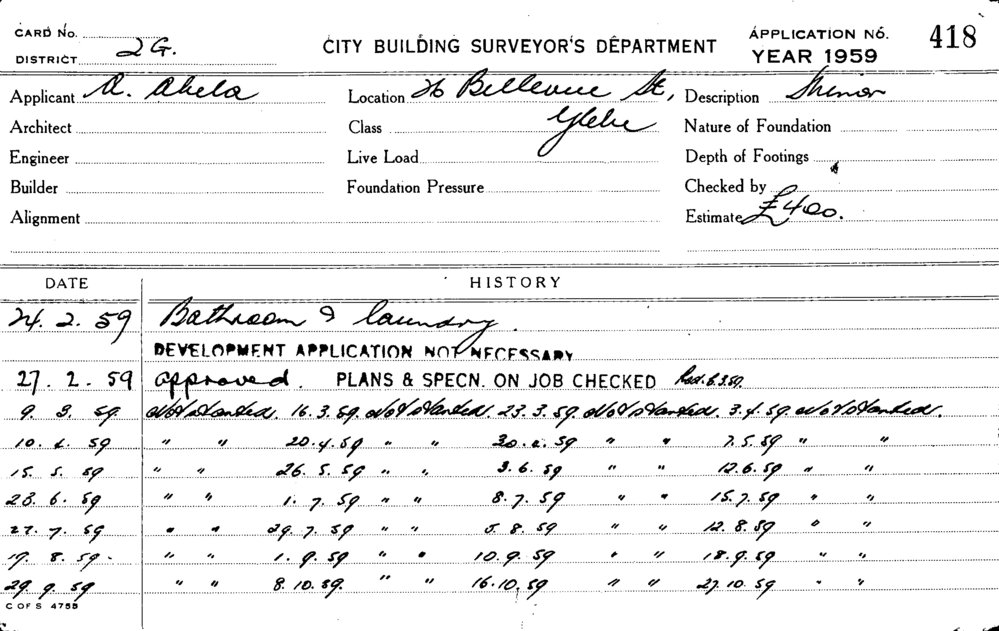 CARD No. CITY BUILDING SURVEYOR'S DEPARTMENT APPLICATION No. 418
DISTRICT 2G. YEAR 1959
Applicant A. Abela Location 26 Bellevue St, Description Minor
Architect Class Glebe Nature of Foundation
Engineer Live Load Depth of Footings
Builder Foundation Pressure Checked by
Alignment Estimate £400.
DATE HISTORY
24. 2. 59 Bathroom & laundry.
DEVELOPMENT APPLICATION NOT NECESSARY
27. 2. 59 approved. PLANS & SPECN. ON JOB CHECKED
9. 3. 59 Not Started. 16.3.59. Not Started. 23.3.59. Not Started. 3.4.59. Not Started.
10. 4. 59 " " 20.4.59 " " 30.4.59 " " 7.5.59 " "
15. 5. 59 " " 26.5.59 " " 3.6.59 " " 12.6.59 " "
23. 6. 59 " " 1.7.59 " " 8.7.59 " " 15.7.59 " "
27. 7. 59 " " 29.7.59 " " 5.8.59 " " 12.8.59 " "
19. 8. 59. " " 1.9.59 " " 10.9.59 " " 18.9.59 " "
29. 9. 59 " " 8.10.59. " " 16.10.59 " " 27.10.59 " "
C OF S 4755